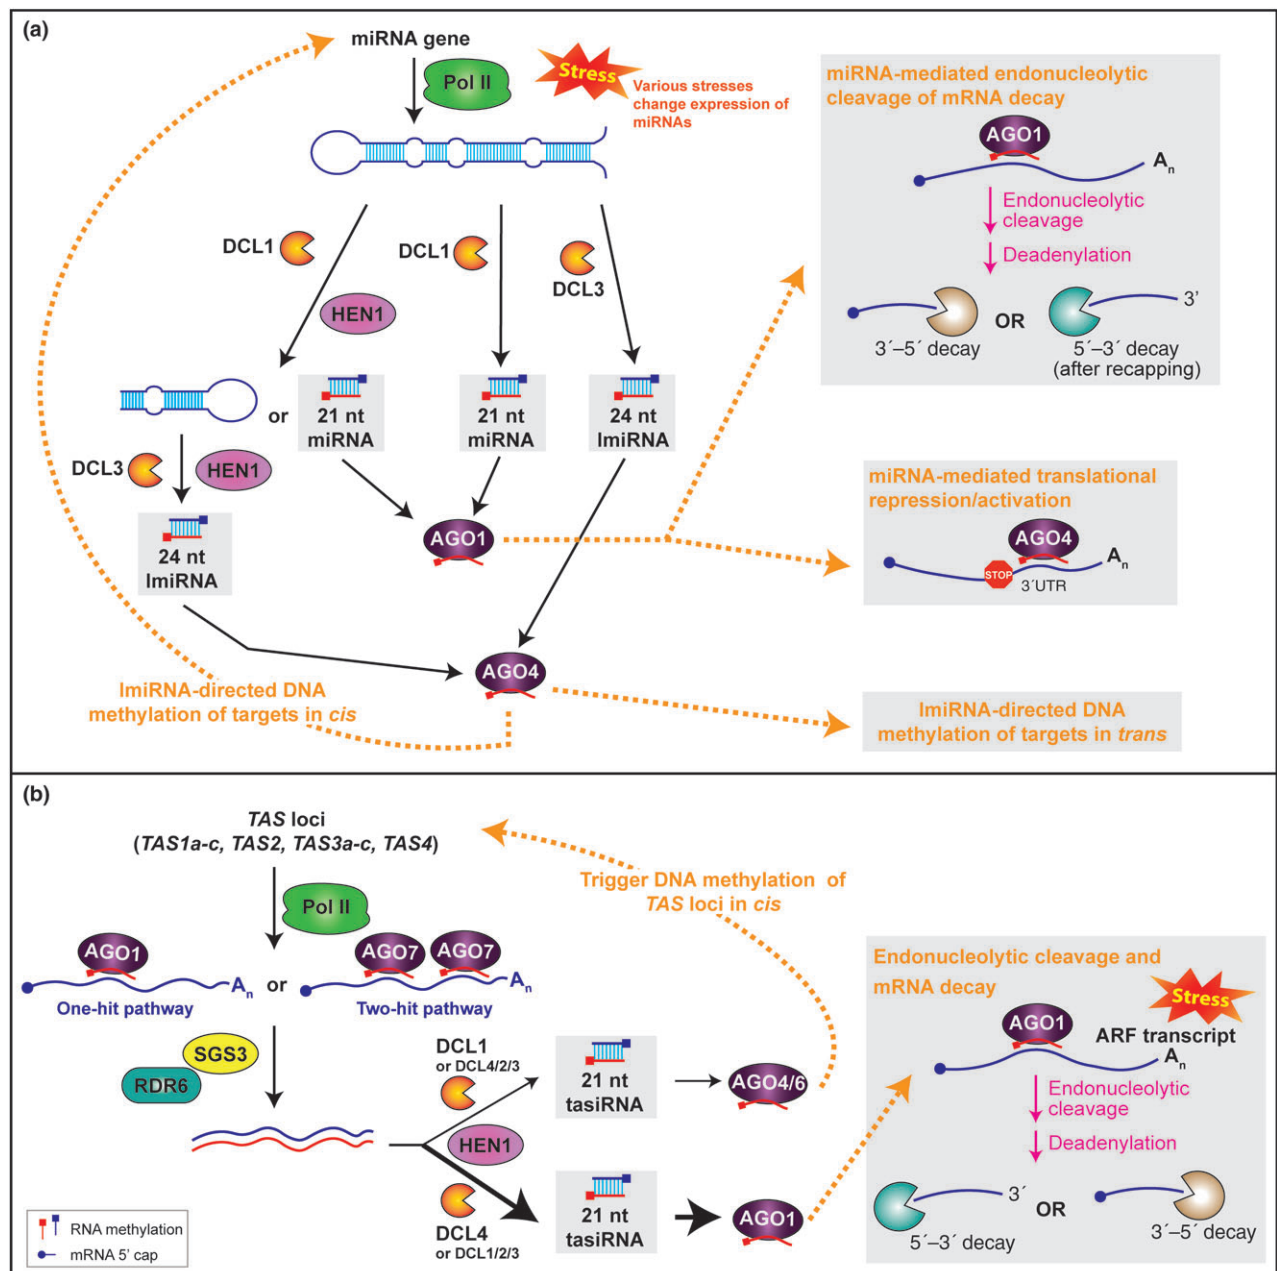 (a)
miRNA gene
Pol II
Stress
Various stresses
change expression of
miRNAs
DCL1
DCL1
DCL3
HEN1
or
21 nt
miRNA
21 nt
miRNA
24 nt
lmiRNA
DCL3
HEN1
24 nt
lmiRNA
AGO1
AGO4
lmiRNA-directed DNA
methylation of targets in cis
miRNA-mediated endonucleolytic
cleavage of mRNA decay
AGO1
An
Endonucleolytic
cleavage
Deadenylation
3´–5´ decay
OR
3’
5´–3´ decay
(after recapping)
miRNA-mediated translational
repression/activation
AGO4
An
STOP
3´UTR
lmiRNA-directed DNA
methylation of targets in trans
(b)
TAS loci
(TAS1a-c, TAS2, TAS3a-c, TAS4)
Pol II
AGO1
An
One-hit pathway
or
AGO7
AGO7
An
Two-hit pathway
SGS3
RDR6
DCL1
or DCL4/2/3
HEN1
DCL4
or DCL1/2/3
21 nt
tasiRNA
21 nt
tasiRNA
AGO4/6
AGO1
Trigger DNA methylation of
TAS loci in cis
Endonucleolytic cleavage and
mRNA decay
Stress
AGO1
ARF transcript
An
Endonucleolytic
cleavage
Deadenylation
3´
5´–3´ decay
OR
3´–5´ decay
RNA methylation
mRNA 5’ cap